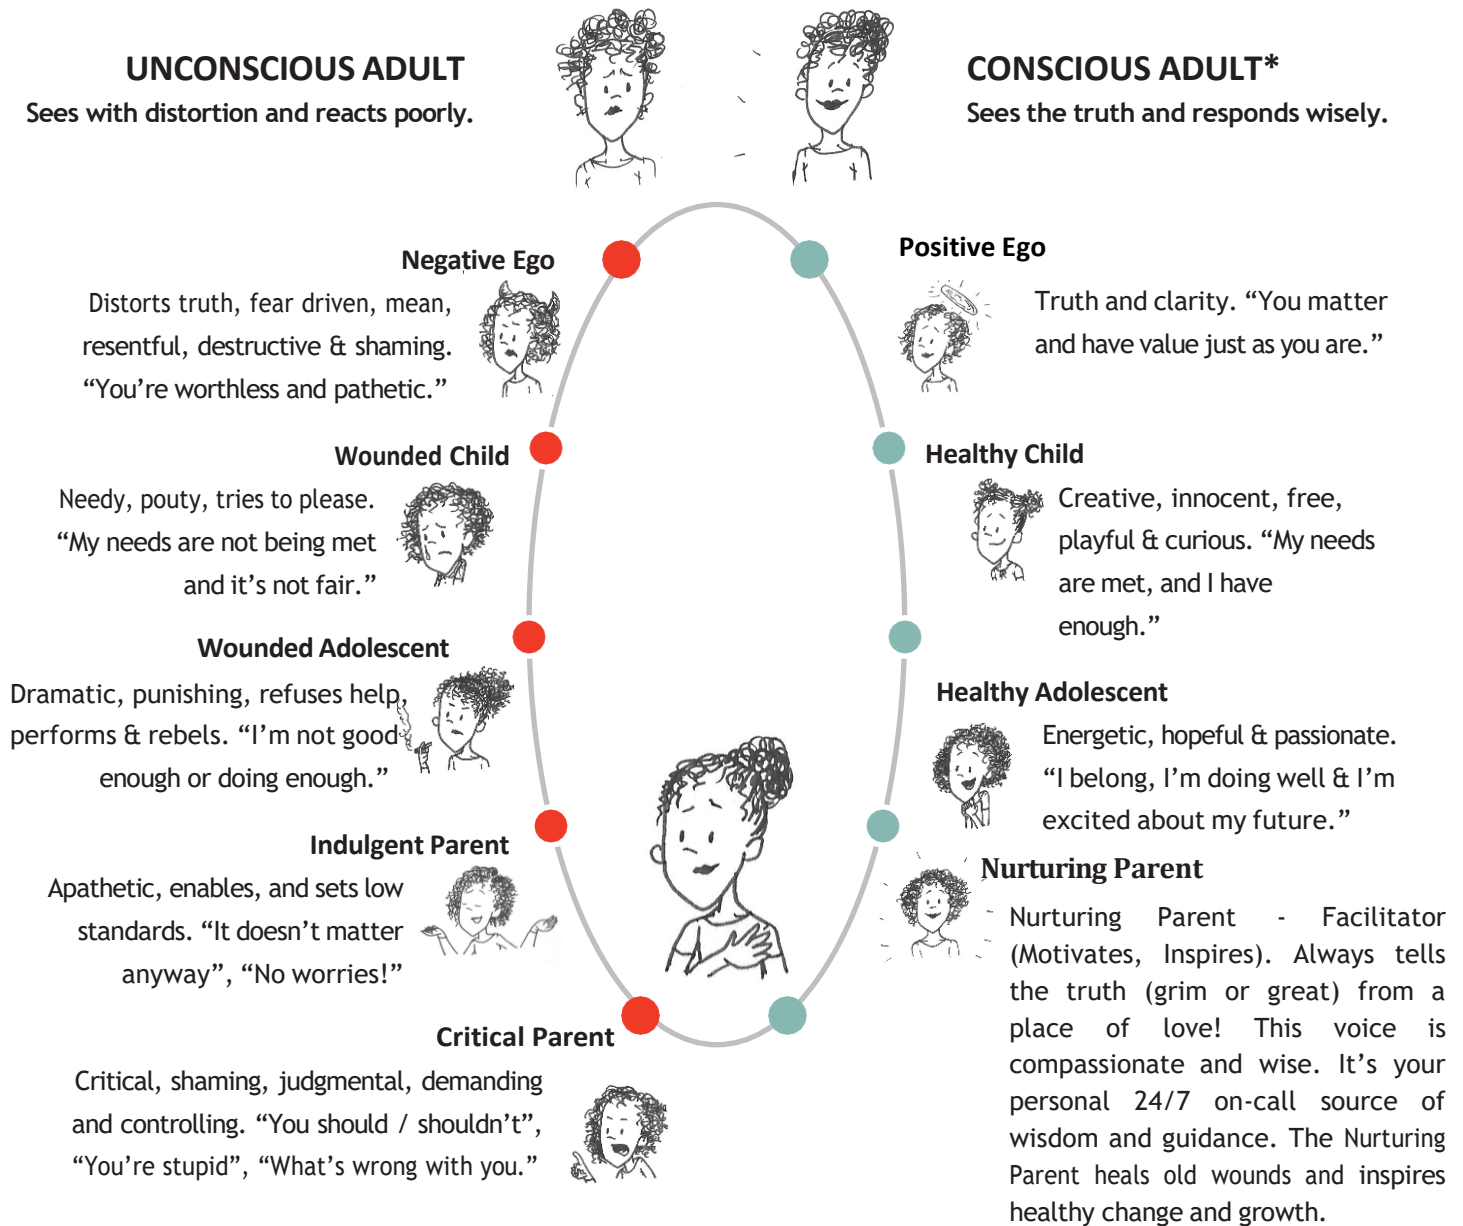 UNCONSCIOUS ADULT
Sees with distortion and reacts poorly.
CONSCIOUS ADULT*
Sees the truth and responds wisely.
Negative Ego
Distorts truth, fear driven, mean,
resentful, destructive & shaming.
“You’re worthless and pathetic.”
Positive Ego
Truth and clarity. “You matter
and have value just as you are.”
Wounded Child
Needy, pouty, tries to please.
“My needs are not being met
and it’s not fair.”
Healthy Child
Creative, innocent, free,
playful & curious. “My needs
are met, and I have
enough.”
Wounded Adolescent
Dramatic, punishing, refuses help,
performs & rebels. “I’m not good
enough or doing enough.”
Healthy Adolescent
Energetic, hopeful & passionate.
“I belong, I’m doing well & I’m
excited about my future.”
Indulgent Parent
Apathetic, enables, and sets low
standards. “It doesn’t matter
anyway”, “No worries!”
Nurturing Parent
Nurturing Parent - Facilitator
(Motivates, Inspires). Always tells
the truth (grim or great) from a
place of love! This voice is
compassionate and wise. It’s your
personal 24/7 on-call source of
wisdom and guidance. The Nurturing
Parent heals old wounds and inspires
healthy change and growth.
Critical Parent
Critical, shaming, judgmental, demanding
and controlling. “You should / shouldn’t”,
“You’re stupid”, “What’s wrong with you.”